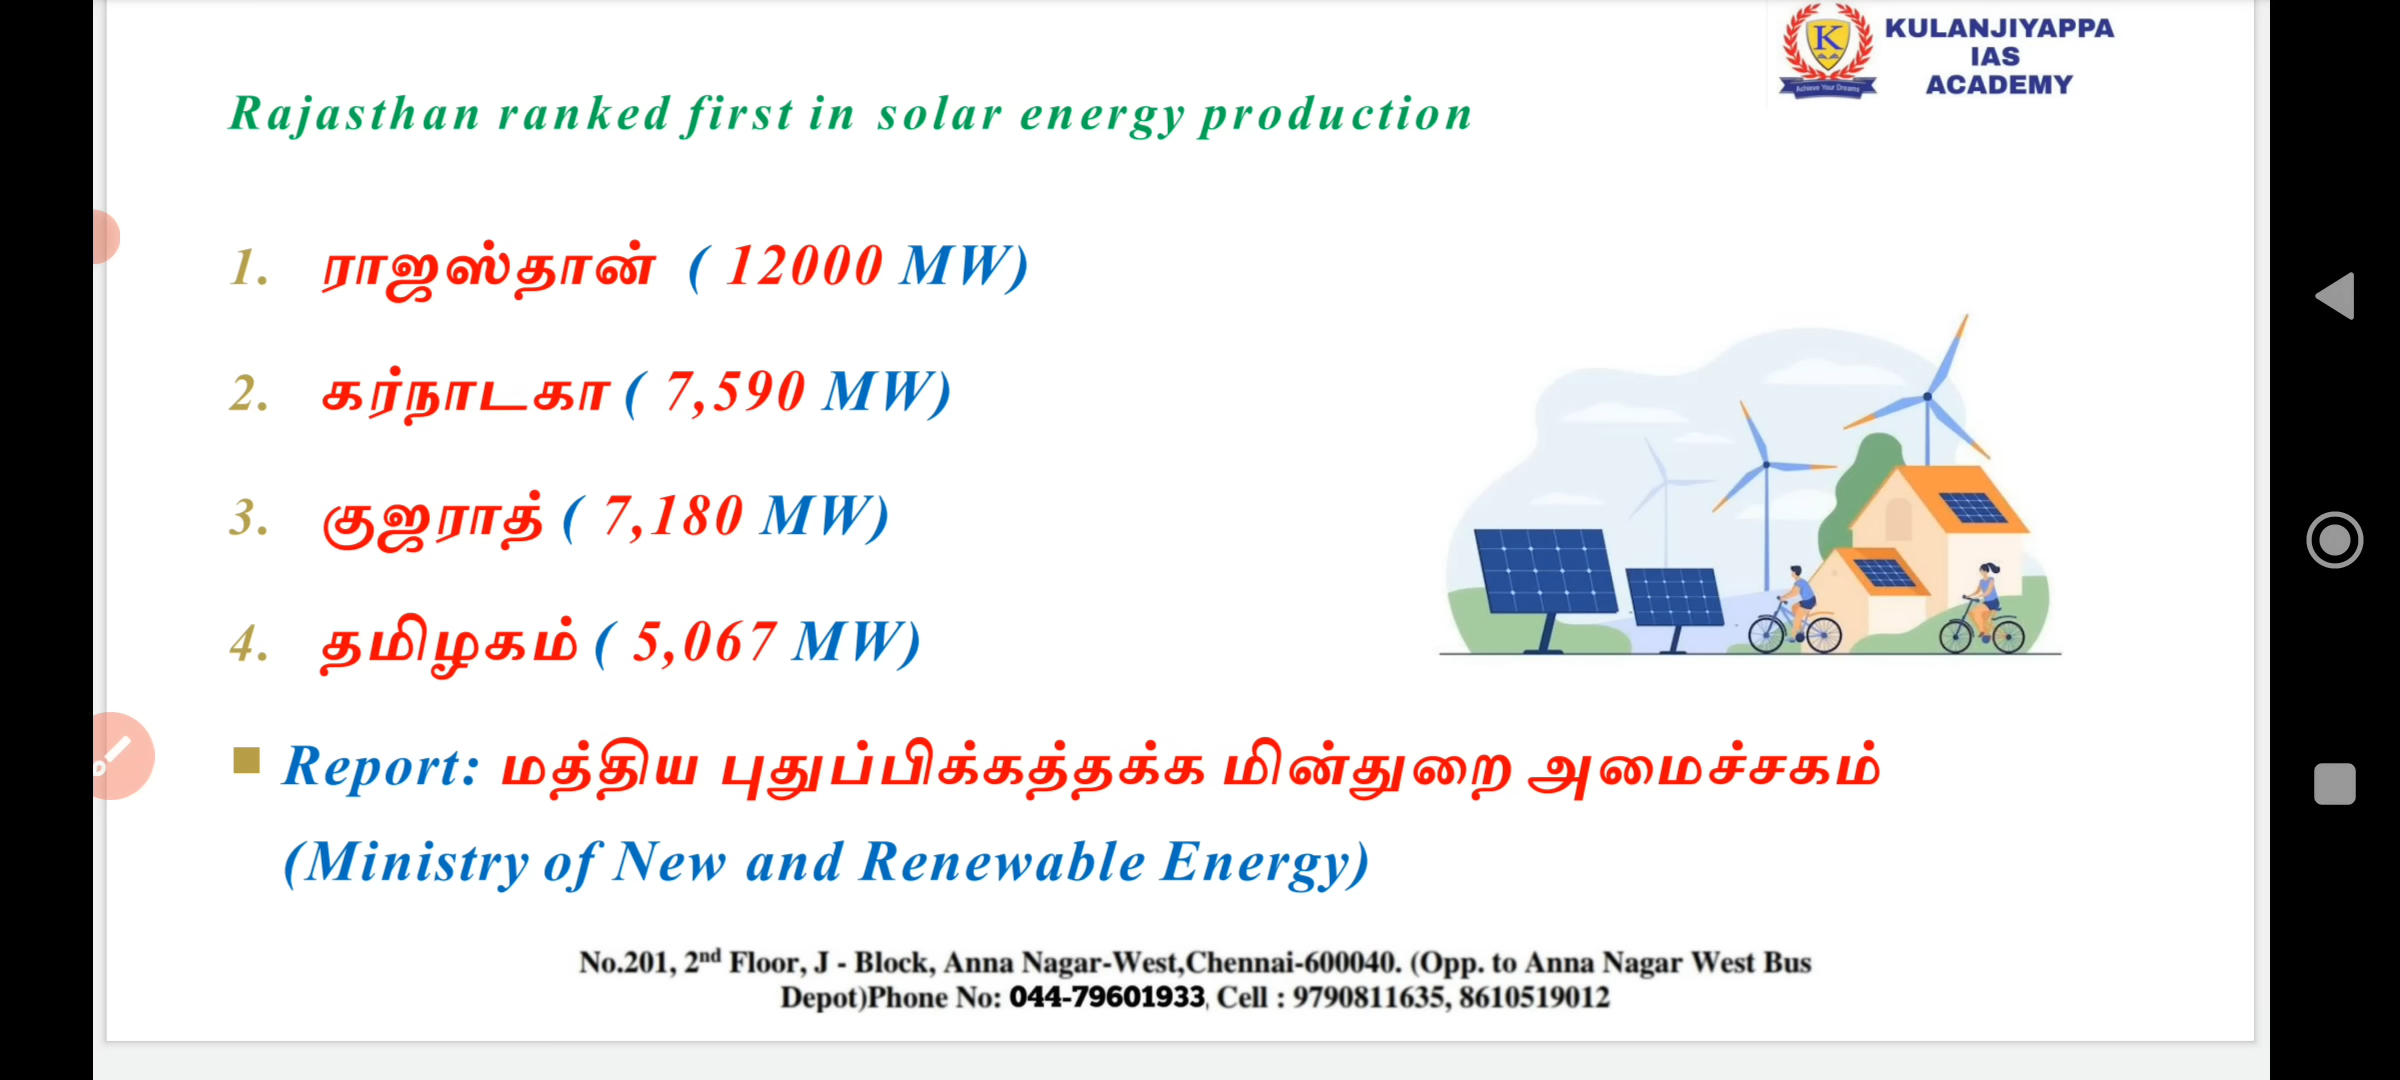 KULANJIYAPPA
IAS
ACADEMY
Achieve Your Dreams
Rajasthan ranked first in solar energy production
1. ராஜஸ்தான் ( 12000 MW)
2. கர்நாடகா ( 7,590 MW)
3. குஜராத் ( 7,180 MW)
4. தமிழகம் ( 5,067 MW)
Report: மத்திய புதுப்பிக்கத்தக்க மின்துறை அமைச்சகம்
(Ministry of New and Renewable Energy)
No.201, 2nd Floor, J - Block, Anna Nagar-West,Chennai-600040. (Opp. to Anna Nagar West Bus
Depot)Phone No: 044-79601933, Cell : 9790811635, 8610519012